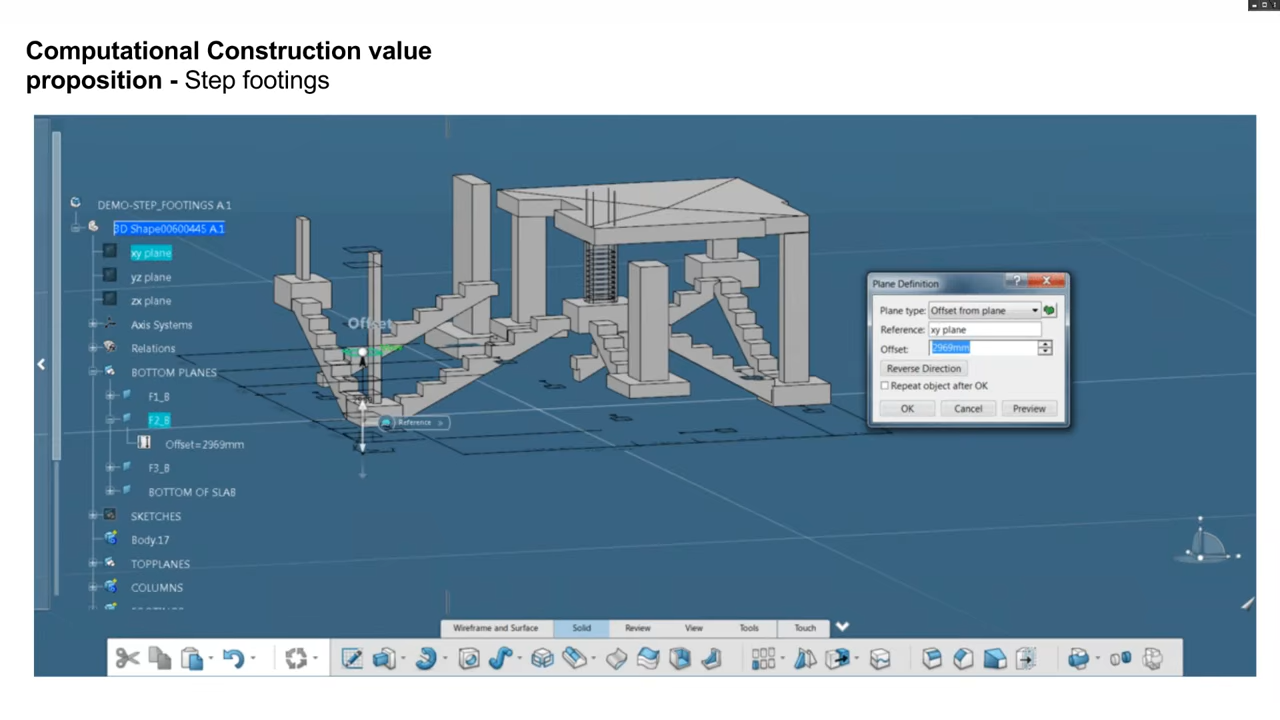 Computational Construction value
proposition - Step footings
DEMO-STEP_FOOTINGS A.1
3D Shape00600445 A.1
xy plane
yz plane
zx plane
Axis Systems
Relations
BOTTOM PLANES
F1_B
F2_B
Offset=2969mm
F3_B
BOTTOM OF SLAB
SKETCHES
Body.17
TOPPLANES
COLUMNS
Offset
Reference
Plane Definition
Plane type: Offset from plane
Reference: xy plane
Offset: 2969mm
Reverse Direction
Repeat object after OK
OK Cancel Preview
Wireframe and Surface Solid Review View Tools Touch